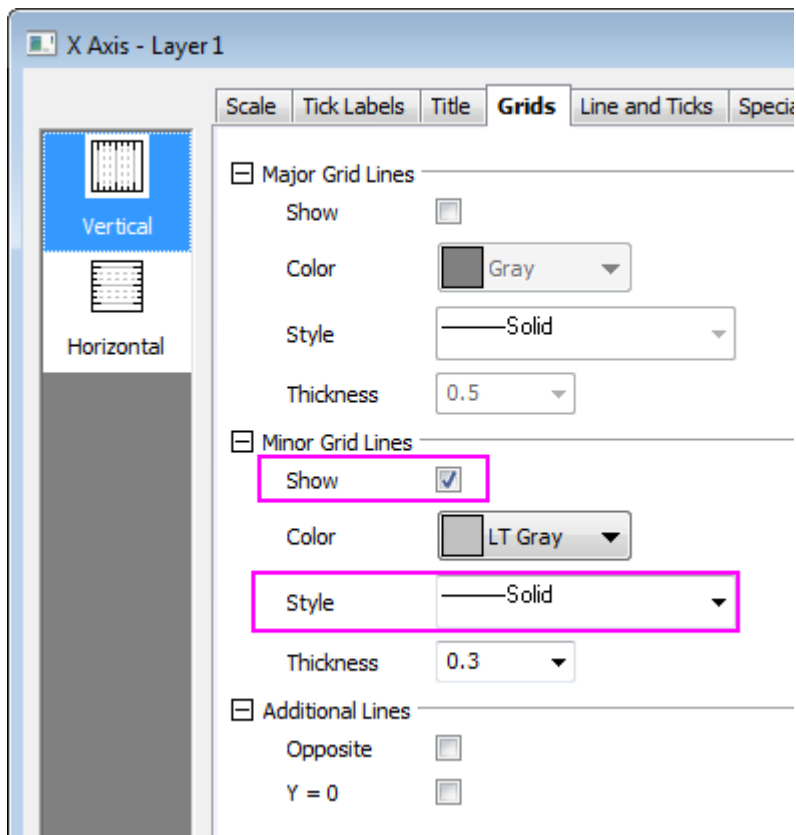 X Axis - Layer 1
Scale Tick Labels Title Grids Line and Ticks Specia
Vertical
Horizontal
Major Grid Lines
Show
Color Gray
Style Solid
Thickness 0.5
Minor Grid Lines
Show
Color LT Gray
Style Solid
Thickness 0.3
Additional Lines
Opposite
Y = 0